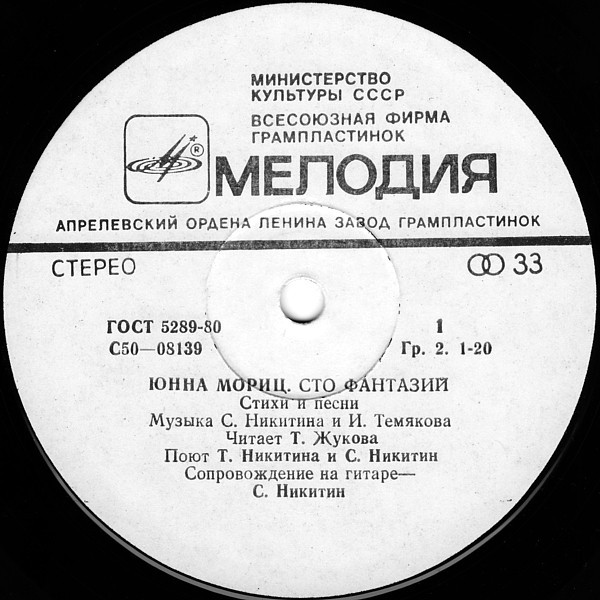 МИНИСТЕРСТВО
КУЛЬТУРЫ СССР
ВСЕСОЮЗНАЯ ФИРМА
ГРАМПЛАСТИНОК
®
МЕЛОДИЯ
АПРЕЛЕВСКИЙ ОРДЕНА ЛЕНИНА ЗАВОД ГРАМПЛАСТИНОК
СТЕРЕО
33
ГОСТ 5289-80
1
С50—08139
Гр. 2. 1-20
ЮННА МОРИЦ. СТО ФАНТАЗИЙ
Стихи и песни
Музыка С. Никитина и И. Темякова
Читает Т. Жукова
Поют Т. Никитина и С. Никитин
Сопровождение на гитаре—
С. Никитин